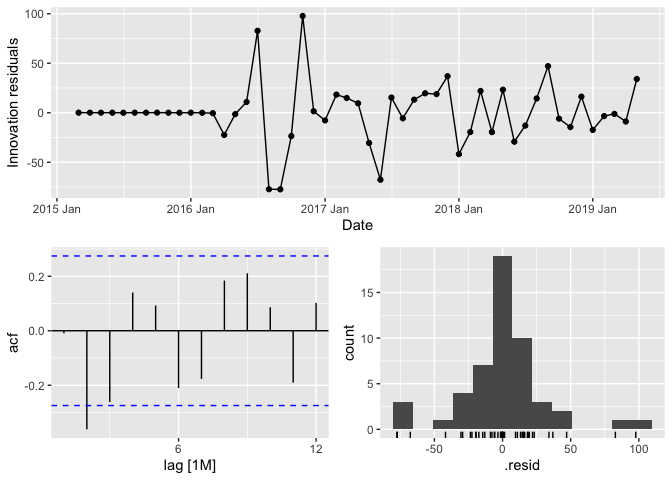 100
50
0
-50
Innovation residuals
2015 Jan
2016 Jan
2017 Jan
2018 Jan
2019 Jan
Date
0.2
0.0
-0.2
acf
6
12
lag [1M]
15
10
5
0
count
-50
0
50
100
.resid